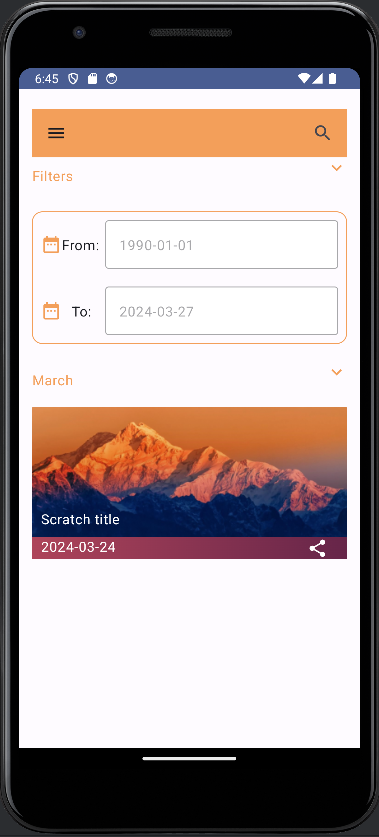 6:45
Filters
From: 1990-01-01
To: 2024-03-27
March
Scratch title
2024-03-24